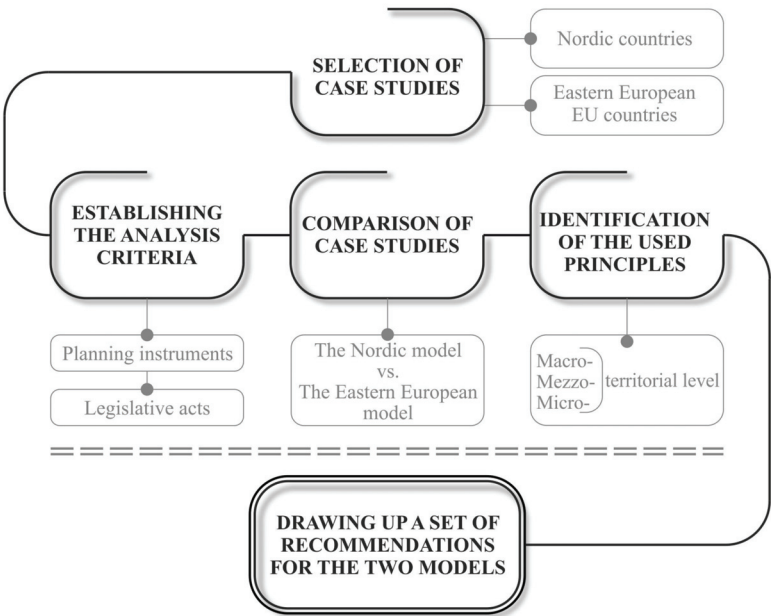 SELECTION OF
CASE STUDIES
Nordic countries
Eastern European
EU countries
ESTABLISHING
THE ANALYSIS
CRITERIA
Planning instruments
Legislative acts
COMPARISON OF
CASE STUDIES
The Nordic model
vs.
The Eastern European
model
IDENTIFICATION
OF THE USED
PRINCIPLES
Macro-
Mezzo-
Micro-
territorial level
DRAWING UP A SET OF
RECOMMENDATIONS
FOR THE TWO MODELS